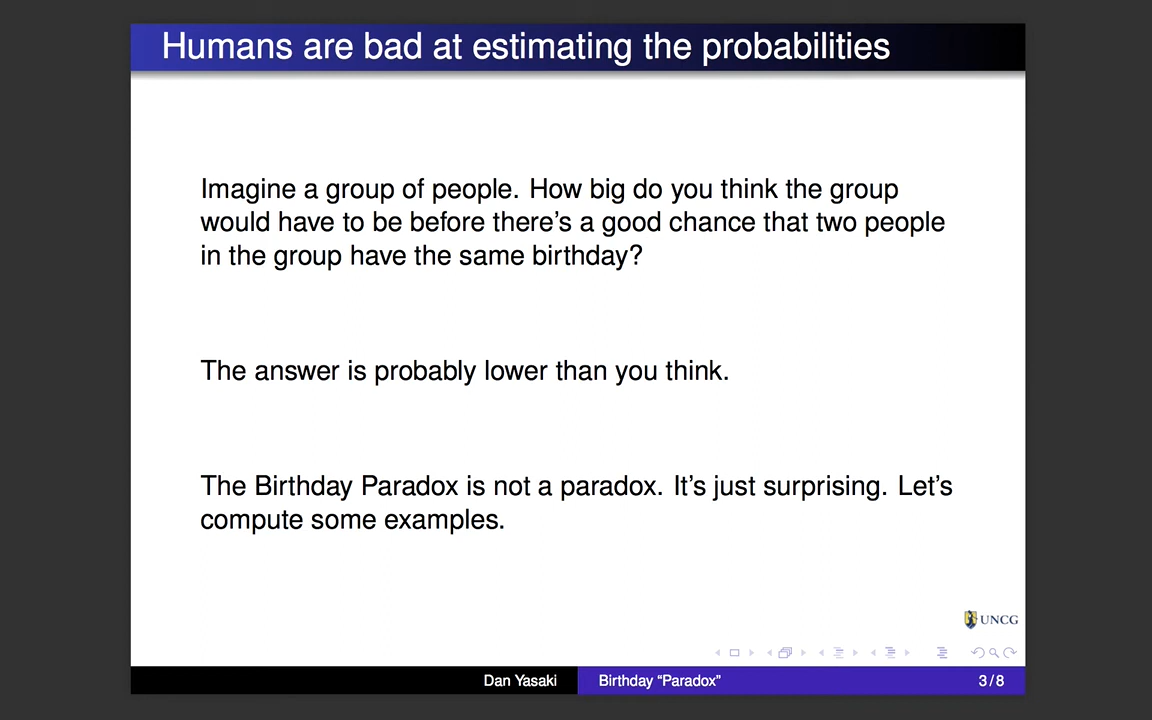 Humans are bad at estimating the probabilities
Imagine a group of people. How big do you think the group
would have to be before there's a good chance that two people
in the group have the same birthday?
The answer is probably lower than you think.
The Birthday Paradox is not a paradox. It's just surprising. Let's
compute some examples.
UNCG
Dan Yasaki
Birthday “Paradox”
3/8